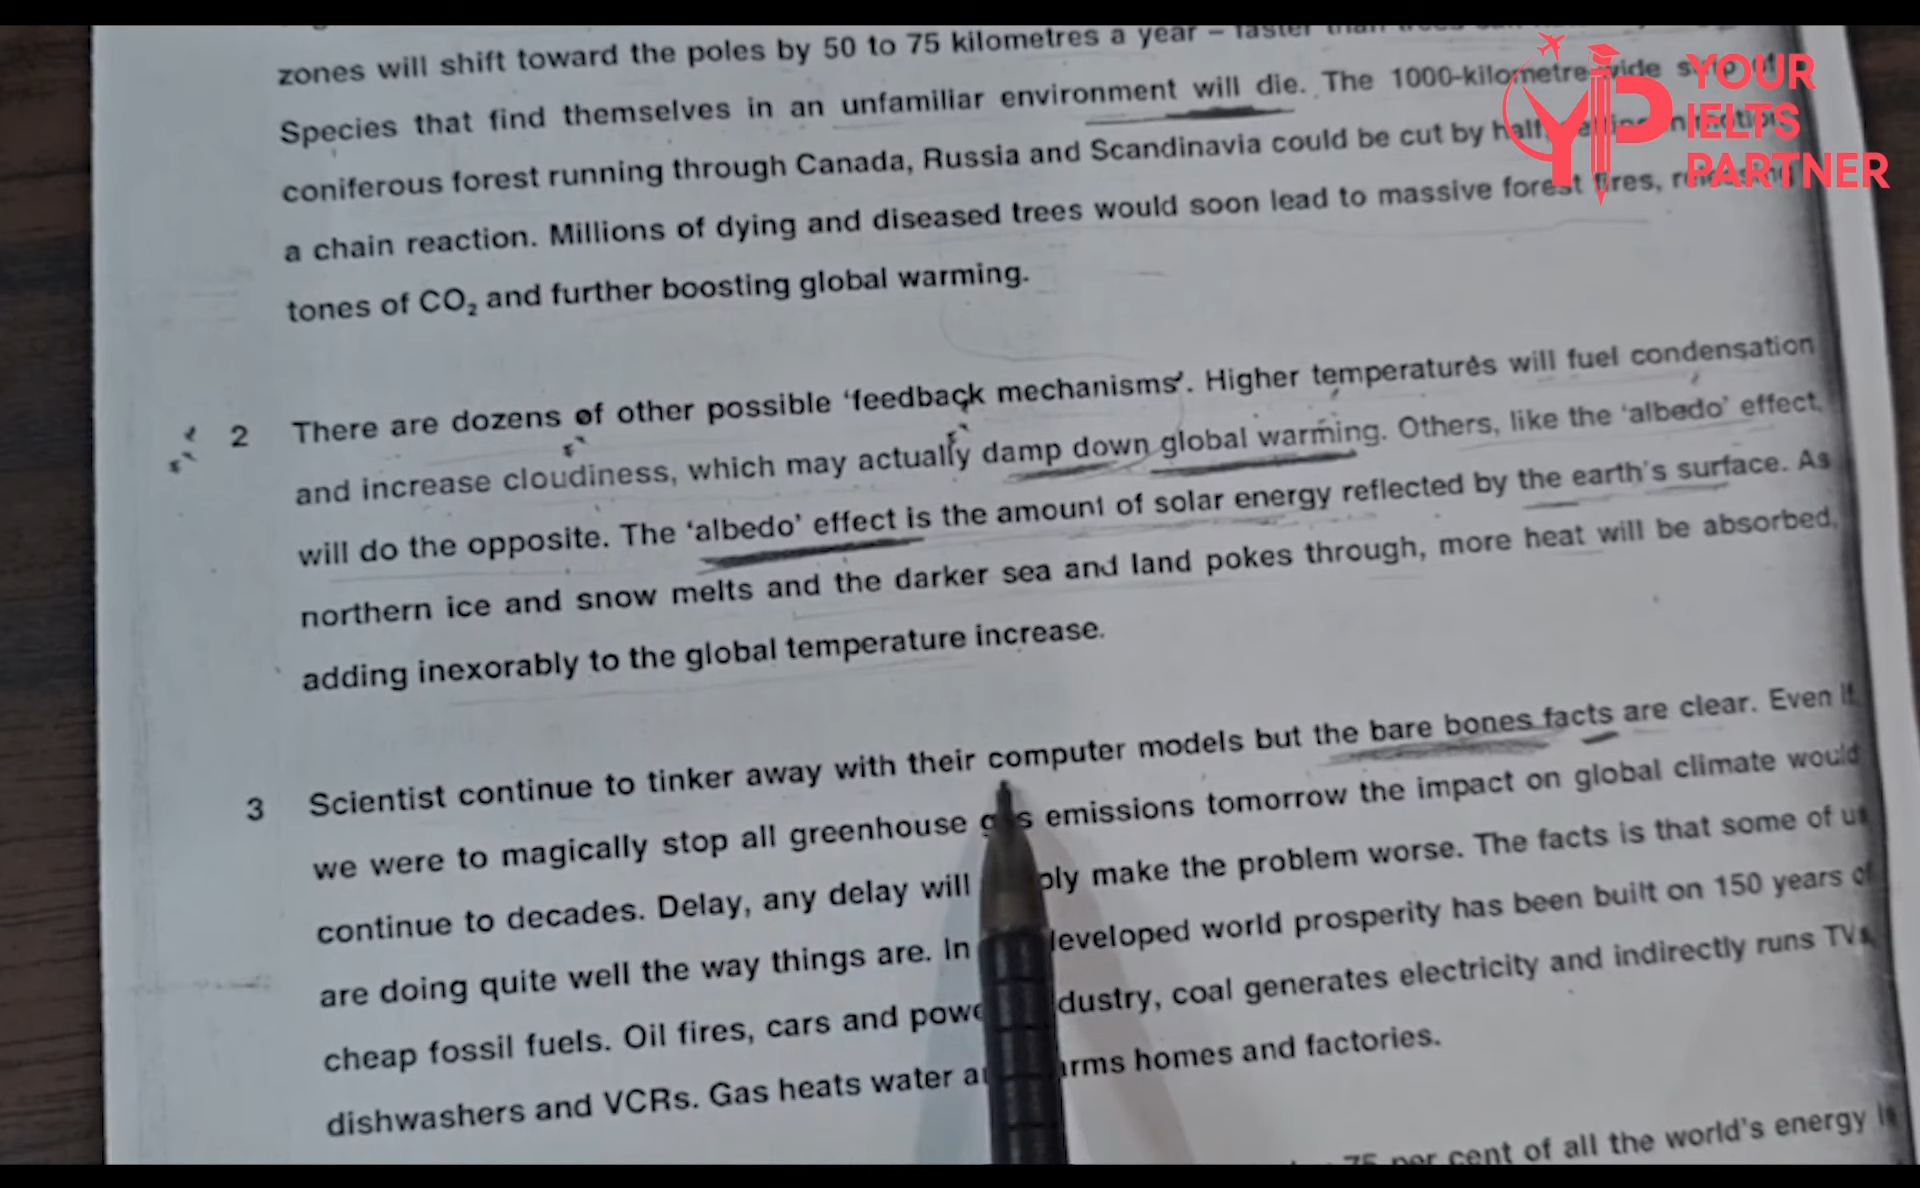 zones will shift toward the poles by 50 to 75 kilometres a year – faster than trees
Species that find themselves in an unfamiliar environment will die. The 1000-kilometre-wide
coniferous forest running through Canada, Russia and Scandinavia could be cut by half
a chain reaction. Millions of dying and diseased trees would soon lead to massive forest fires,
tones of CO₂ and further boosting global warming.
YOUR
IELTS
PARTNER
2 There are dozens of other possible ‘feedback mechanisms’. Higher temperatures will fuel condensation
and increase cloudiness, which may actually damp down global warming. Others, like the ‘albedo’ effect,
will do the opposite. The ‘albedo’ effect is the amount of solar energy reflected by the earth's surface. As
northern ice and snow melts and the darker sea and land pokes through, more heat will be absorbed,
adding inexorably to the global temperature increase.
3 Scientist continue to tinker away with their computer models but the bare bones facts are clear. Even if
we were to magically stop all greenhouse gas emissions tomorrow the impact on global climate would
continue to decades. Delay, any delay will make the problem worse. The facts is that some of us
are doing quite well the way things are. In developed world prosperity has been built on 150 years of
cheap fossil fuels. Oil fires, cars and industry, coal generates electricity and indirectly runs TVs,
dishwashers and VCRs. Gas heats water homes and factories.
75 per cent of all the world's energy is